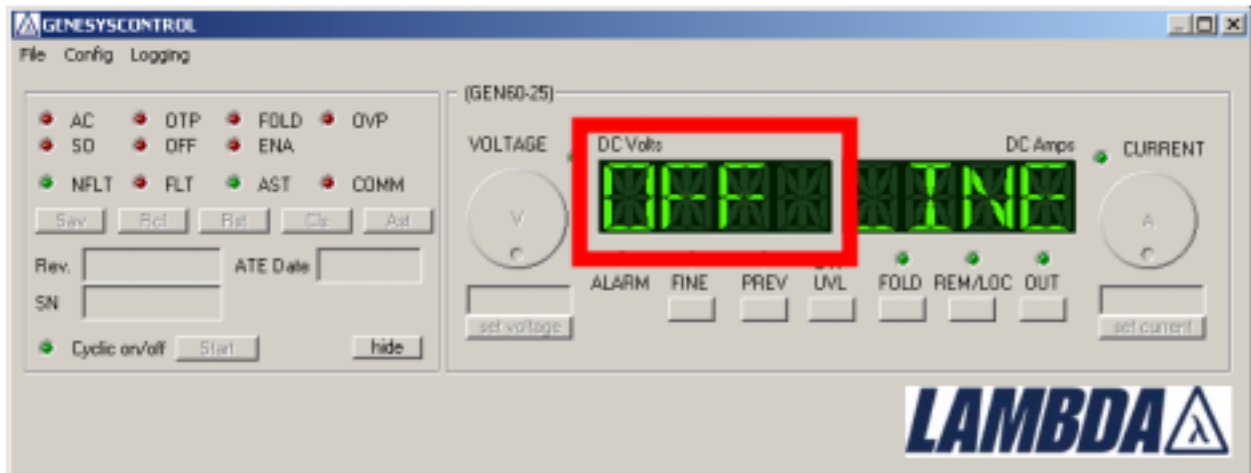 GENESYSCONTROL
File Config Logging
AC OTP FOLD OVP
SO OFF ENA
NFLT FLT AST COMM
Sav Rcl Rst Clr Ast
Rev. ATE Date
SN
Cyclic on/off Start hide
(GEN60-25)
VOLTAGE DC Volts DC Amps CURRENT
V OFF LINE A
ALARM FINE PREV UVL FOLD REM/LOC OUT
set voltage set current
LAMBDA λ